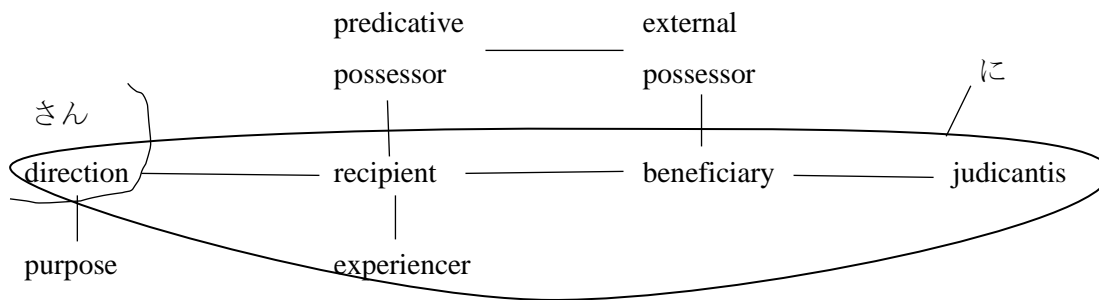 predicative external
possessor possessor に
さん
direction recipient beneficiary judicantis
purpose experiencer